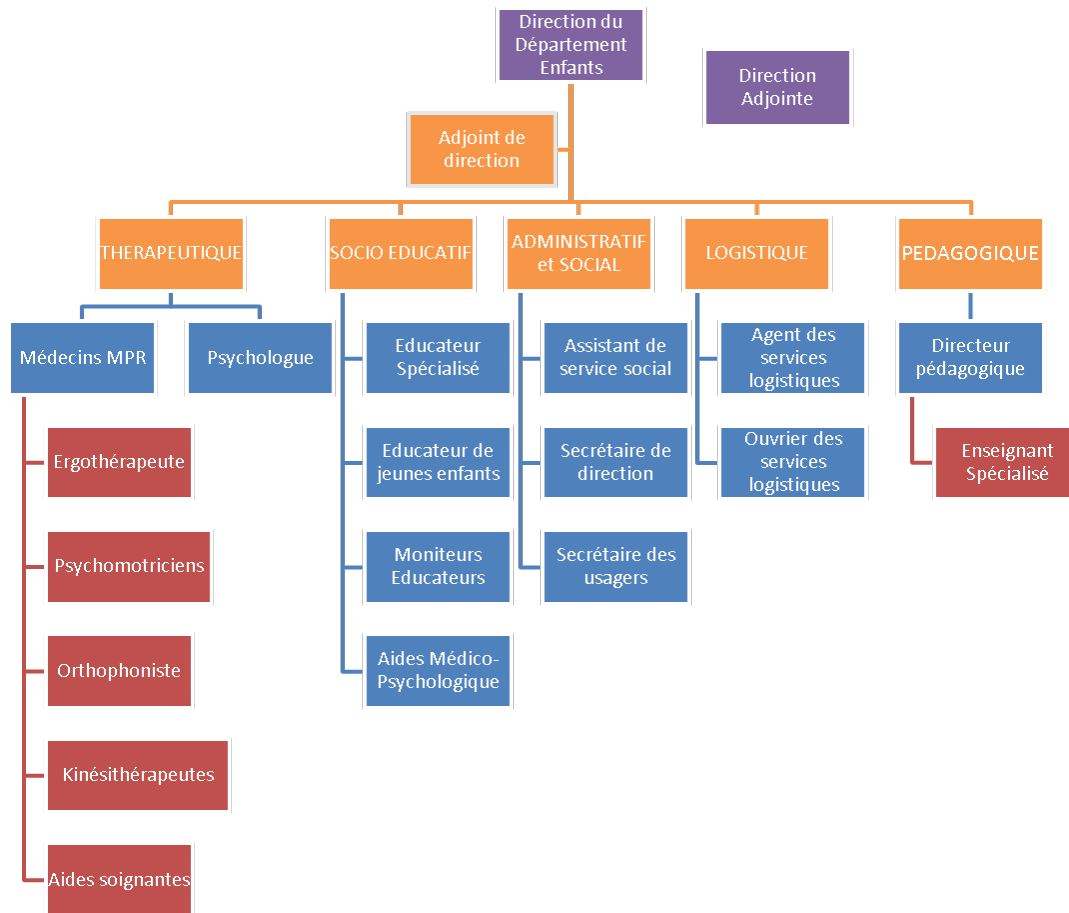 Direction du
Département
Enfants
Direction
Adjointe
Adjoint de
direction
THERAPEUTIQUE
SOCIO EDUCATIF
ADMINISTRATIF
et SOCIAL
LOGISTIQUE
PEDAGOGIQUE
Médecins MPR
Psychologue
Educateur
Spécialisé
Assistant de
service social
Agent des
services
logistiques
Directeur
pédagogique
Ergothérapeute
Educateur de
jeunes enfants
Secrétaire de
direction
Ouvrier des
services
logistiques
Enseignant
Spécialisé
Psychomotriciens
Moniteurs
Educateurs
Secrétaire des
usagers
Orthophoniste
Aides Médico-
Psychologique
Kinésithérapeutes
Aides soignantes